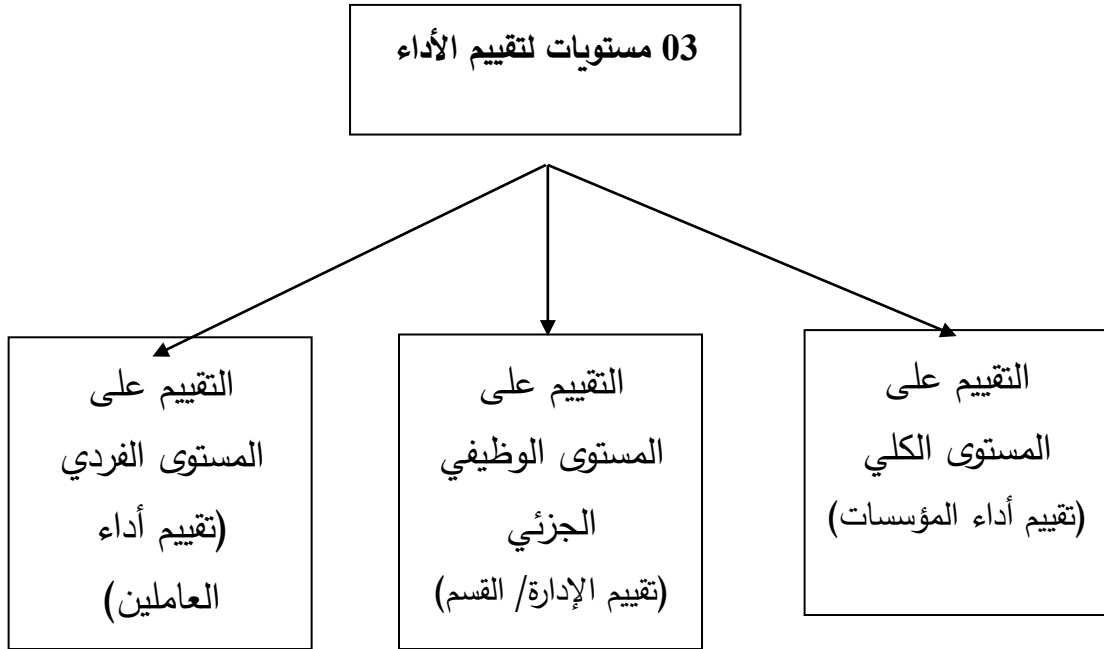 03 مستويات لتقييم الأداء
التقييم على
المستوى الكلي
(تقييم أداء المؤسسات)
التقييم على
المستوى الوظيفي
الجزئي
(تقييم الإدارة/ القسم)
التقييم على
المستوى الفردي
(تقييم أداء
العاملين)